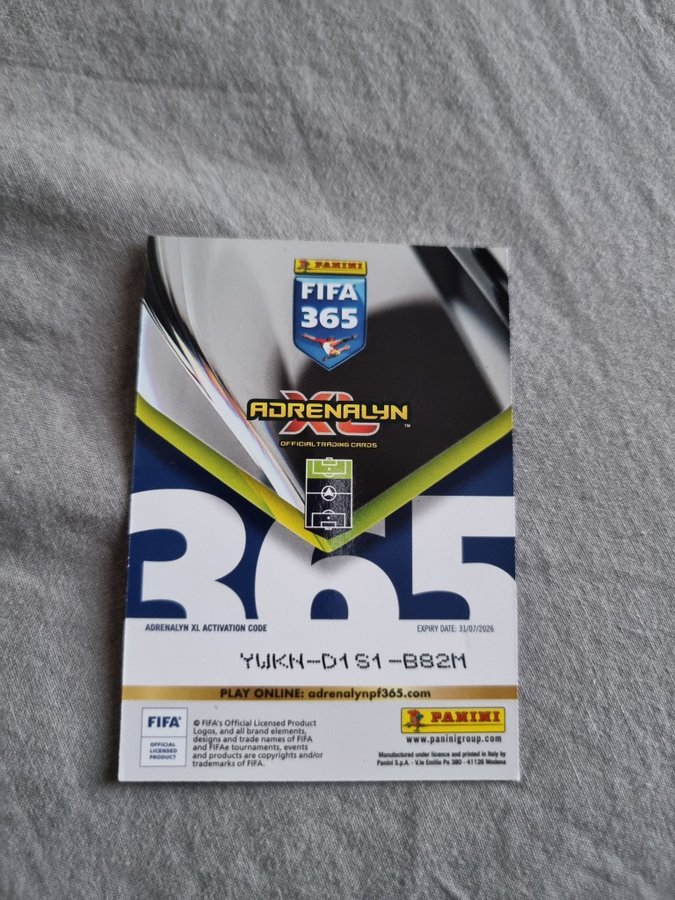 PANINI
FIFA
365
ADRENALYN
XL ™
OFFICIAL TRADING CARDS
365
ADRENALYN XL ACTIVATION CODE
EXPIRY DATE: 31/07/2026
YWKN-D1S1-B82M
PLAY ONLINE: adrenalynpf365.com
FIFA®
OFFICIAL
LICENSED
PRODUCT
© FIFA's Official Licensed Product
Logos, and all brand elements,
designs and trade names of FIFA
and FIFAe tournaments, events
and products are copyrights and/or
trademarks of FIFA.
PANINI
www.paninigroup.com
Manufactured under licence and printed in Italy by
Panini S.p.A. - V.le Emilio Po 380 - 41126 Modena